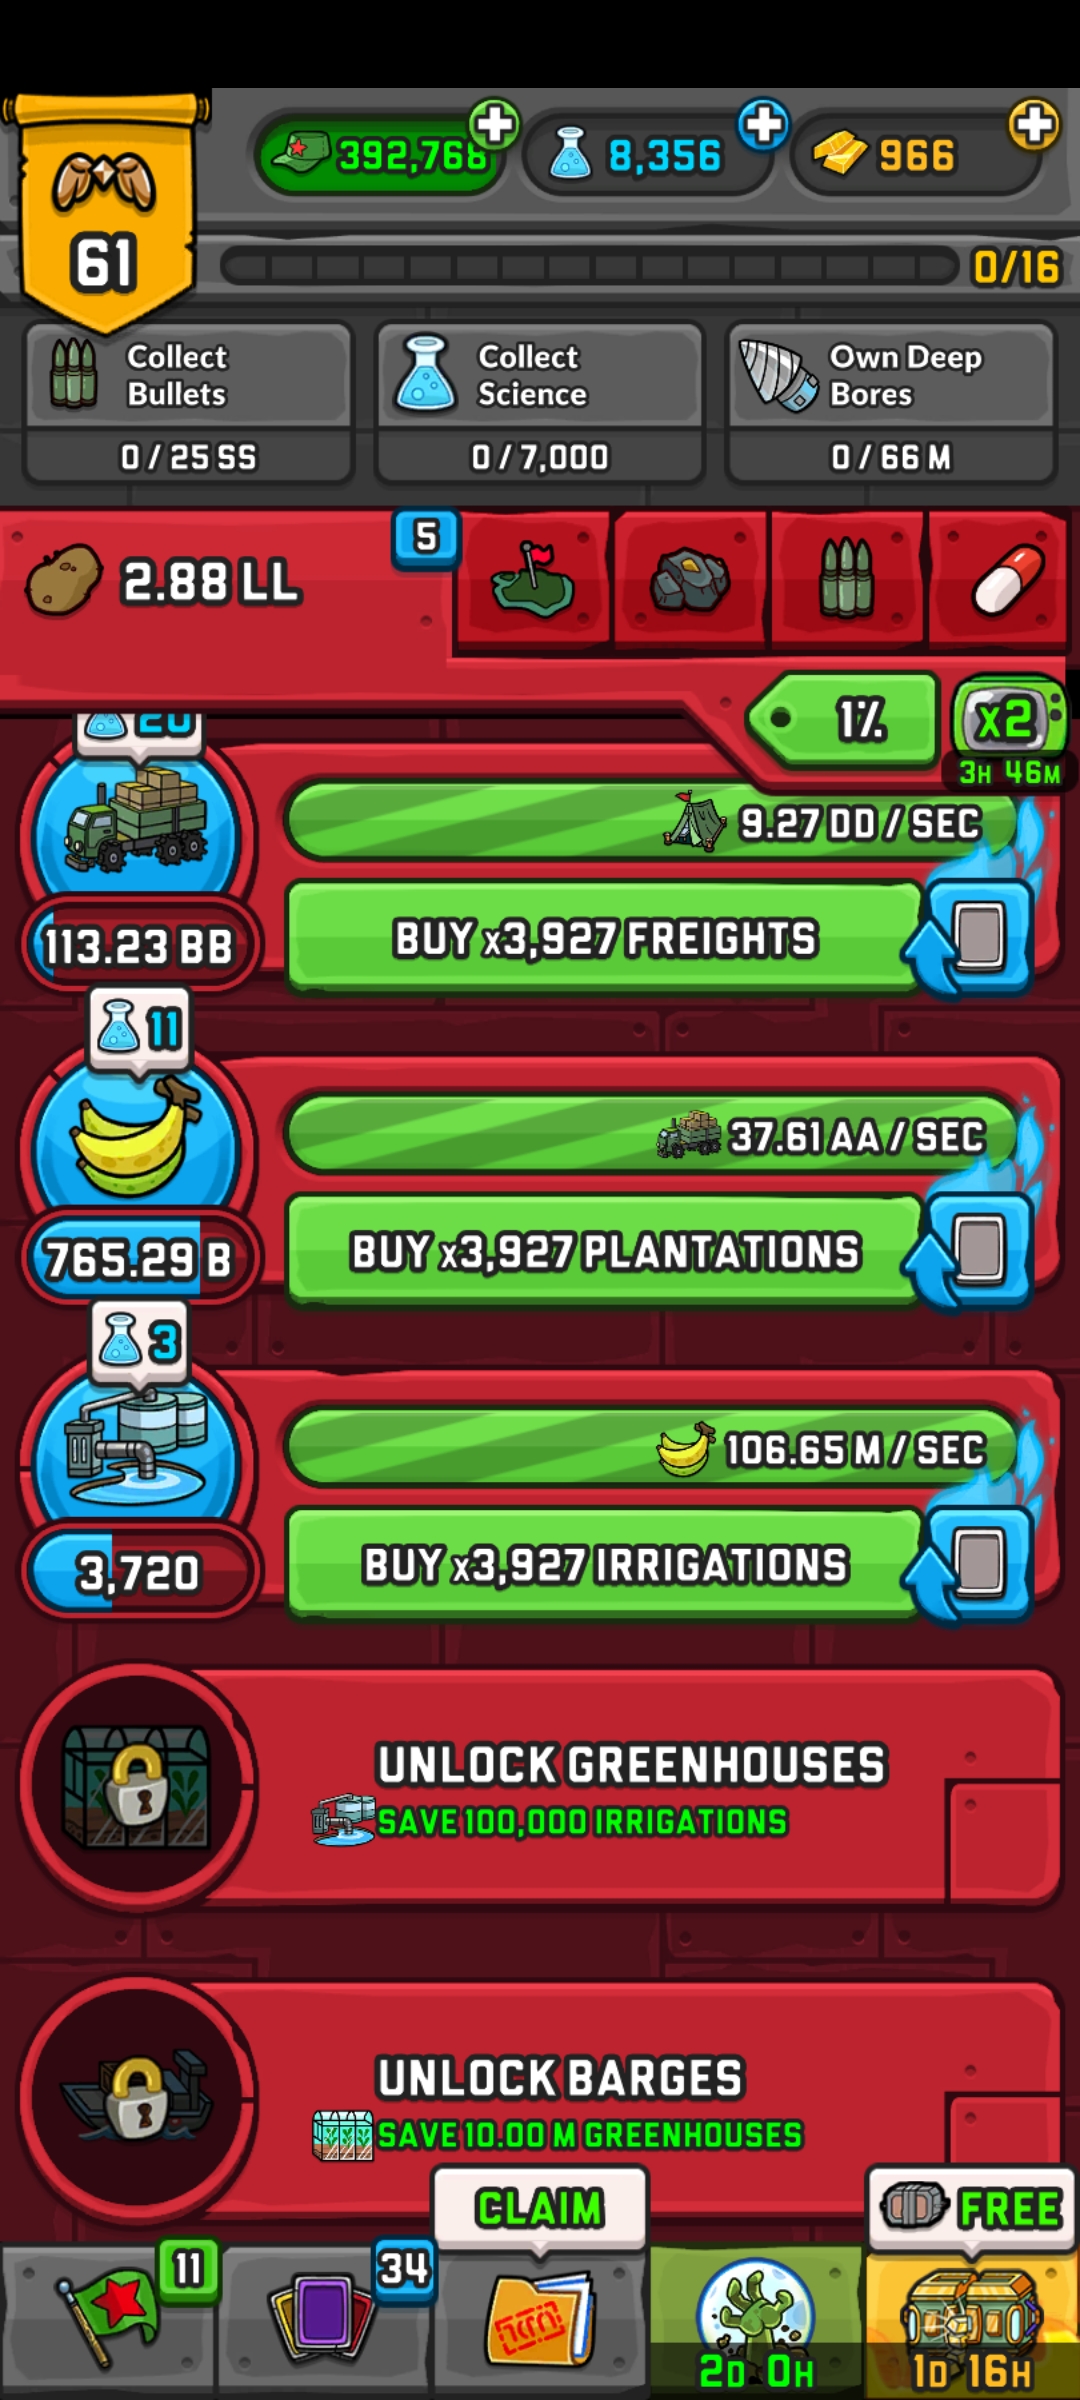 61
392,768
8,356
966
0/16
Collect
Bullets
0 / 25 SS
Collect
Science
0 / 7,000
Own Deep
Bores
0 / 66 M
2.88 LL
5
1%
x2
3H 46M
20
9.27 DD / SEC
113.23 BB
BUY x3,927 FREIGHTS
11
37.61 AA / SEC
765.29 B
BUY x3,927 PLANTATIONS
3
106.65 M / SEC
3,720
BUY x3,927 IRRIGATIONS
UNLOCK GREENHOUSES
SAVE 100,000 IRRIGATIONS
UNLOCK BARGES
SAVE 10.00 M GREENHOUSES
CLAIM
FREE
11
34
2D 0H
1D 16H